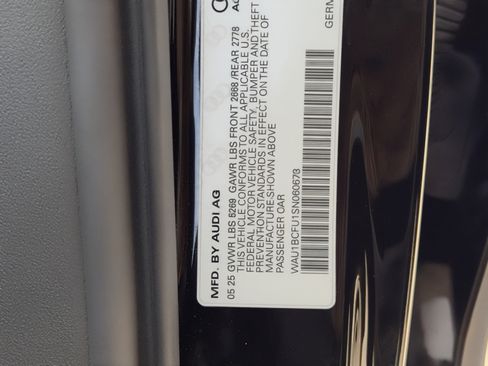 MFD. BY AUDI AG
05 25 GVWR LBS 5269 GAWR LBS FRONT 2668 /REAR 2778
THIS VEHICLE CONFORMS TO ALL APPLICABLE U.S.
FEDERAL MOTOR VEHICLE SAFETY, BUMPER AND THEFT
PREVENTION STANDARDS IN EFFECT ON THE DATE OF
MANUFACTURE SHOWN ABOVE
PASSENGER CAR
WAU1BCFU1SN060673
GERM